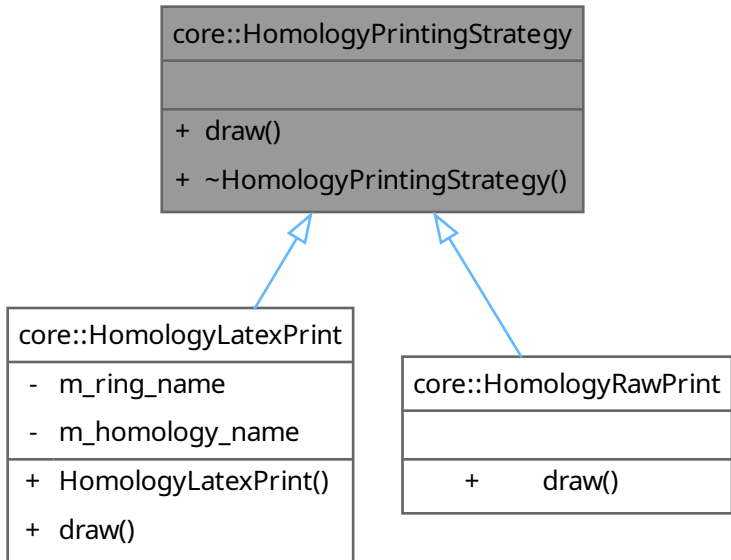 core::HomologyPrintingStrategy
+ draw()
+ ~HomologyPrintingStrategy()
core::HomologyLatexPrint
- m_ring_name
- m_homology_name
+ HomologyLatexPrint()
+ draw()
core::HomologyRawPrint
+ draw()